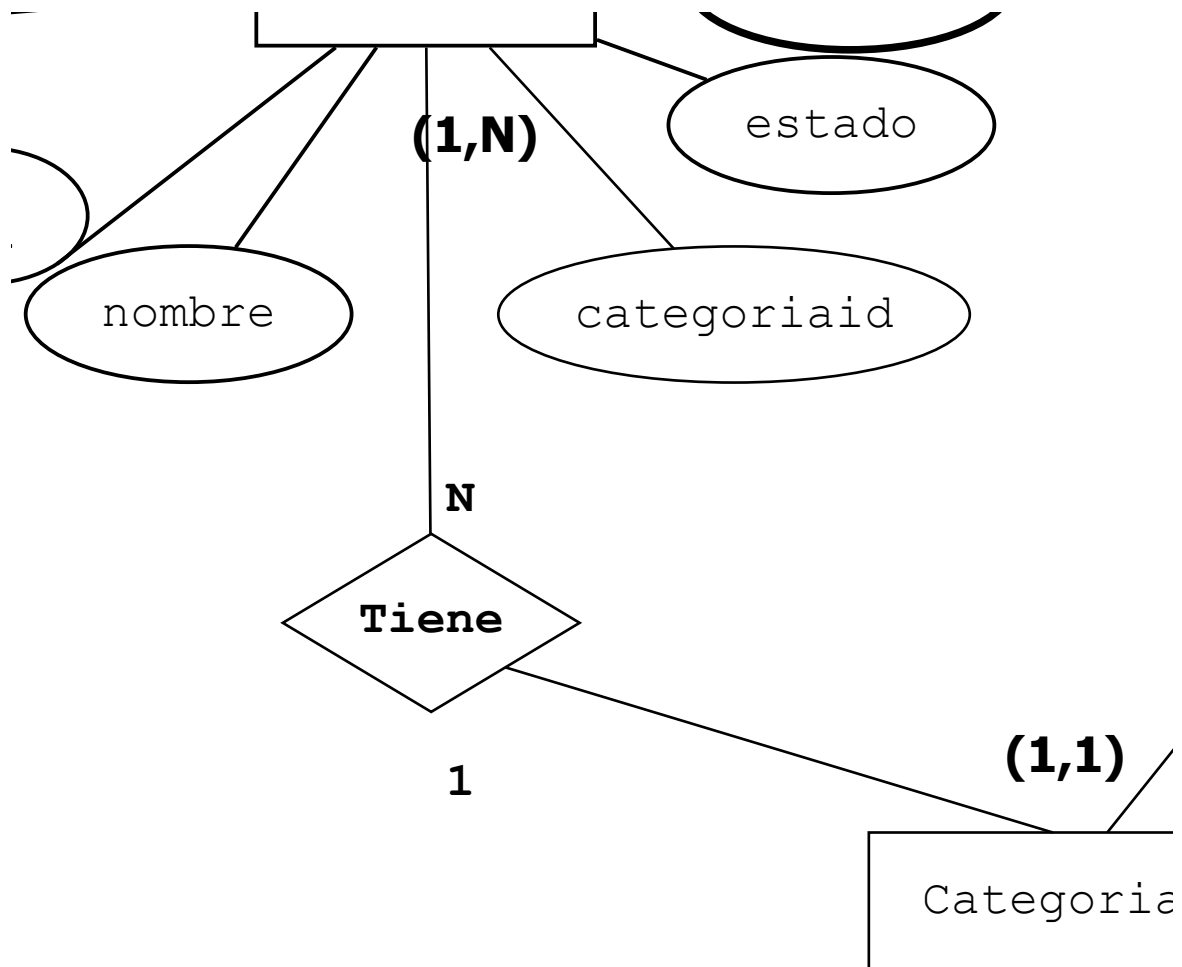 estado
(1,N)
nombre
categoriaid
N
Tiene
(1,1)
1
Categoria